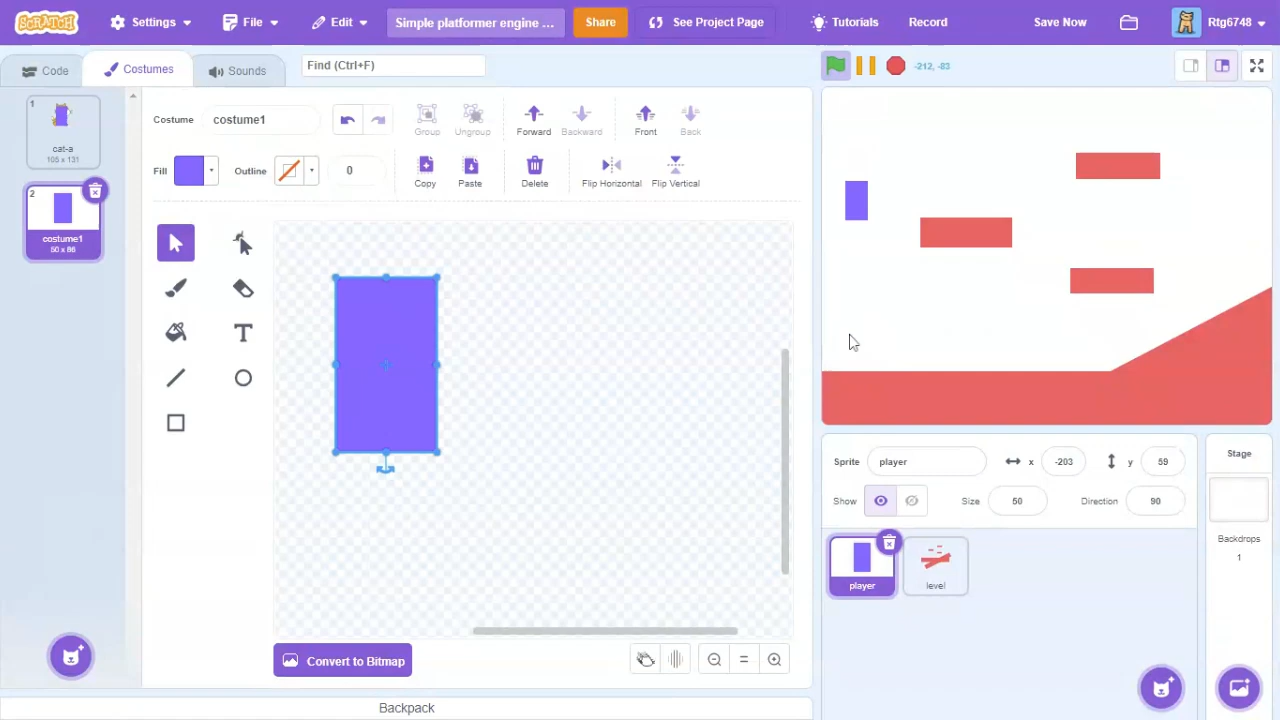 SCRATCH
Settings
File
Edit
Simple platformer engine ...
Share
See Project Page
Tutorials
Record
Save Now
Rtg6748
Code
Costumes
Sounds
Find (Ctrl+F)
-212, -83
1
cat-a
105 x 131
2
costume1
50 x 86
Costume
costume1
Group
Ungroup
Forward
Backward
Front
Back
Fill
Outline
0
Copy
Paste
Delete
Flip Horizontal
Flip Vertical
T
Convert to Bitmap
Backpack
Sprite
player
x
-203
y
59
Show
Size
50
Direction
90
player
level
Stage
Backdrops
1